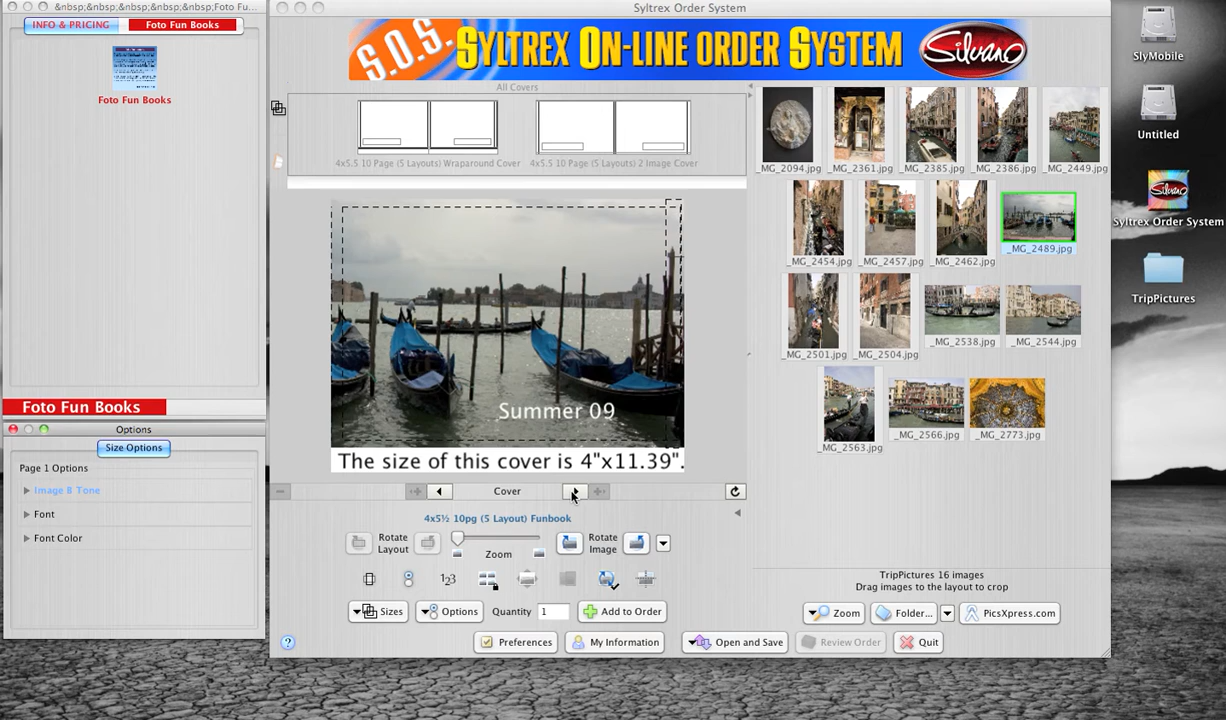 &nbsp;&nbsp;&nbsp;&nbsp;Foto Fu...
INFO & PRICING
Foto Fun Books
Foto Fun Books
Foto Fun Books
Options
Size Options
Page 1 Options
Image B Tone
Font
Font Color
Syltrex Order System
S.O.S. SYLTREX ON-LINE ORDER SYSTEM Silvano
All Covers
4x5.5 10 Page (5 Layouts) Wraparound Cover
4x5.5 10 Page (5 Layouts) 2 Image Cover
Summer 09
The size of this cover is 4"x11.39".
Cover
4x5½ 10pg (5 Layout) Funbook
Rotate Layout
Zoom
Rotate Image
123
Sizes
Options
Quantity 1
Add to Order
Preferences
My Information
Open and Save
Review Order
Quit
_MG_2094.jpg
_MG_2361.jpg
_MG_2385.jpg
_MG_2386.jpg
_MG_2449.jpg
_MG_2454.jpg
_MG_2457.jpg
_MG_2462.jpg
_MG_2489.jpg
_MG_2501.jpg
_MG_2504.jpg
_MG_2538.jpg
_MG_2544.jpg
_MG_2563.jpg
_MG_2566.jpg
_MG_2773.jpg
TripPictures 16 images
Drag images to the layout to crop
Zoom
Folder...
PicsXpress.com
SlyMobile
Untitled
Silvano
Syltrex Order System
TripPictures